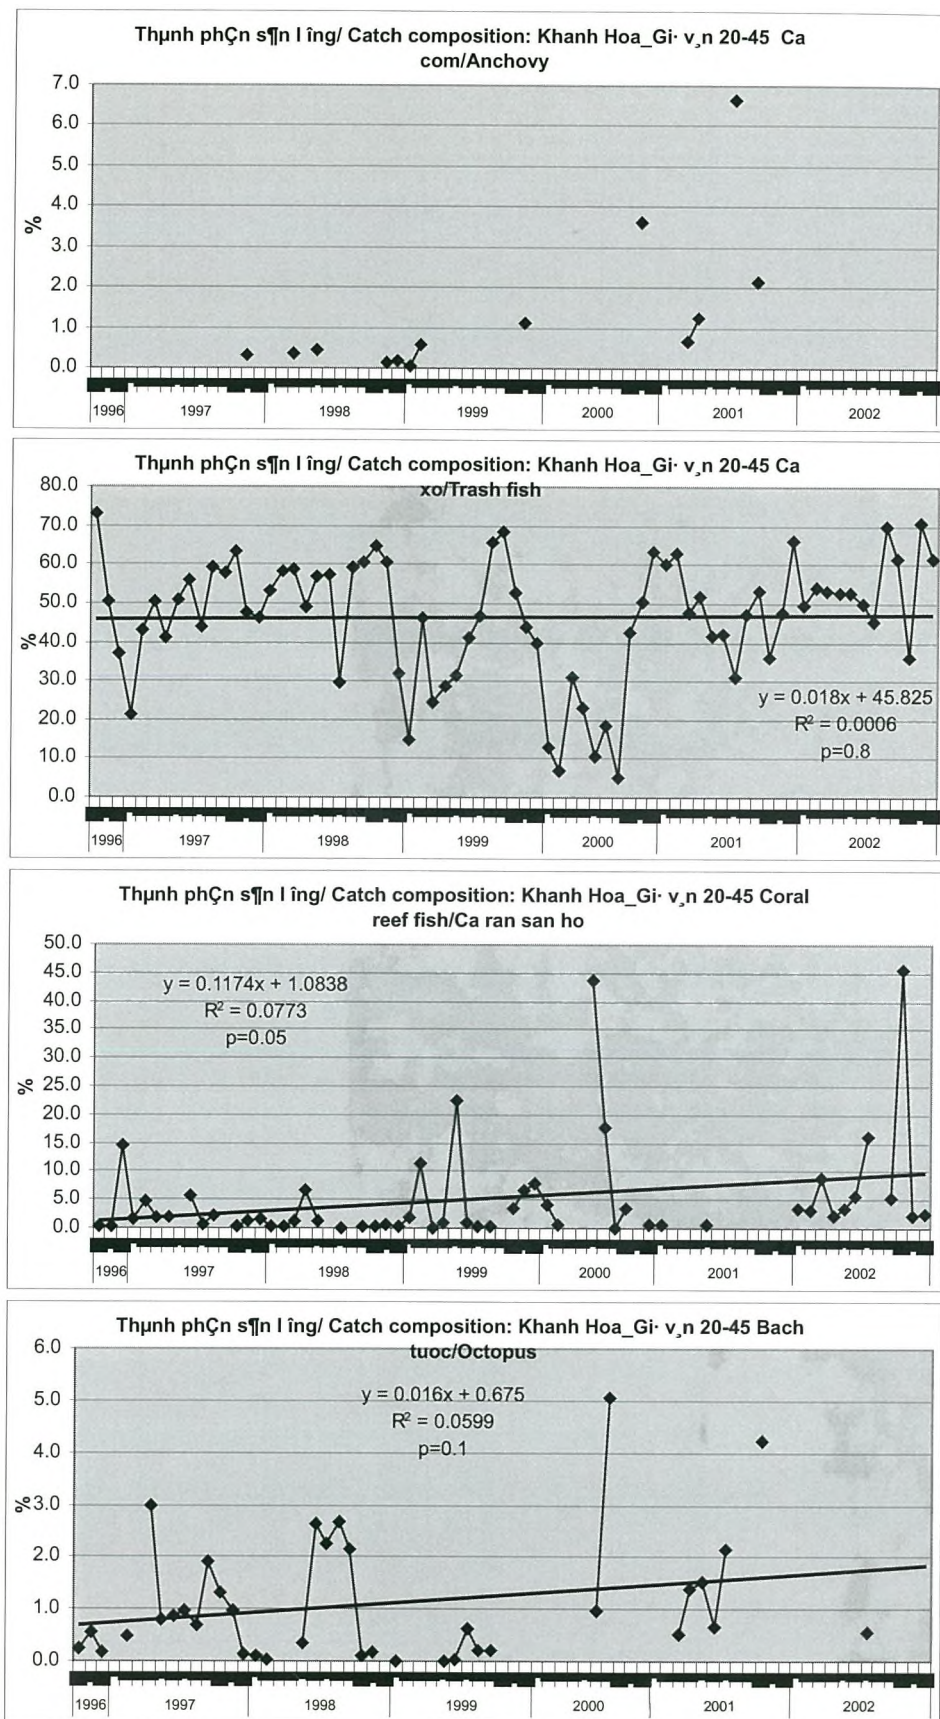 Thµnh phÇn s¶n l îng/ Catch composition: Khanh Hoa_Gi· v¸n 20-45 Ca
com/Anchovy
7.0
6.0
5.0
4.0
3.0
2.0
1.0
0.0
%
1996 1997 1998 1999 2000 2001 2002
Thµnh phÇn s¶n l îng/ Catch composition: Khanh Hoa_Gi· v¸n 20-45 Ca
xo/Trash fish
80.0
70.0
60.0
50.0
40.0
30.0
20.0
10.0
0.0
%
y = 0.018x + 45.825
R² = 0.0006
p=0.8
1996 1997 1998 1999 2000 2001 2002
Thµnh phÇn s¶n l îng/ Catch composition: Khanh Hoa_Gi· v¸n 20-45 Coral
reef fish/Ca ran san ho
50.0
45.0
40.0
35.0
30.0
25.0
20.0
15.0
10.0
5.0
0.0
%
y = 0.1174x + 1.0838
R² = 0.0773
p=0.05
1996 1997 1998 1999 2000 2001 2002
Thµnh phÇn s¶n l îng/ Catch composition: Khanh Hoa_Gi· v¸n 20-45 Bach
tuoc/Octopus
6.0
5.0
4.0
3.0
2.0
1.0
0.0
%
y = 0.016x + 0.675
R² = 0.0599
p=0.1
1996 1997 1998 1999 2000 2001 2002